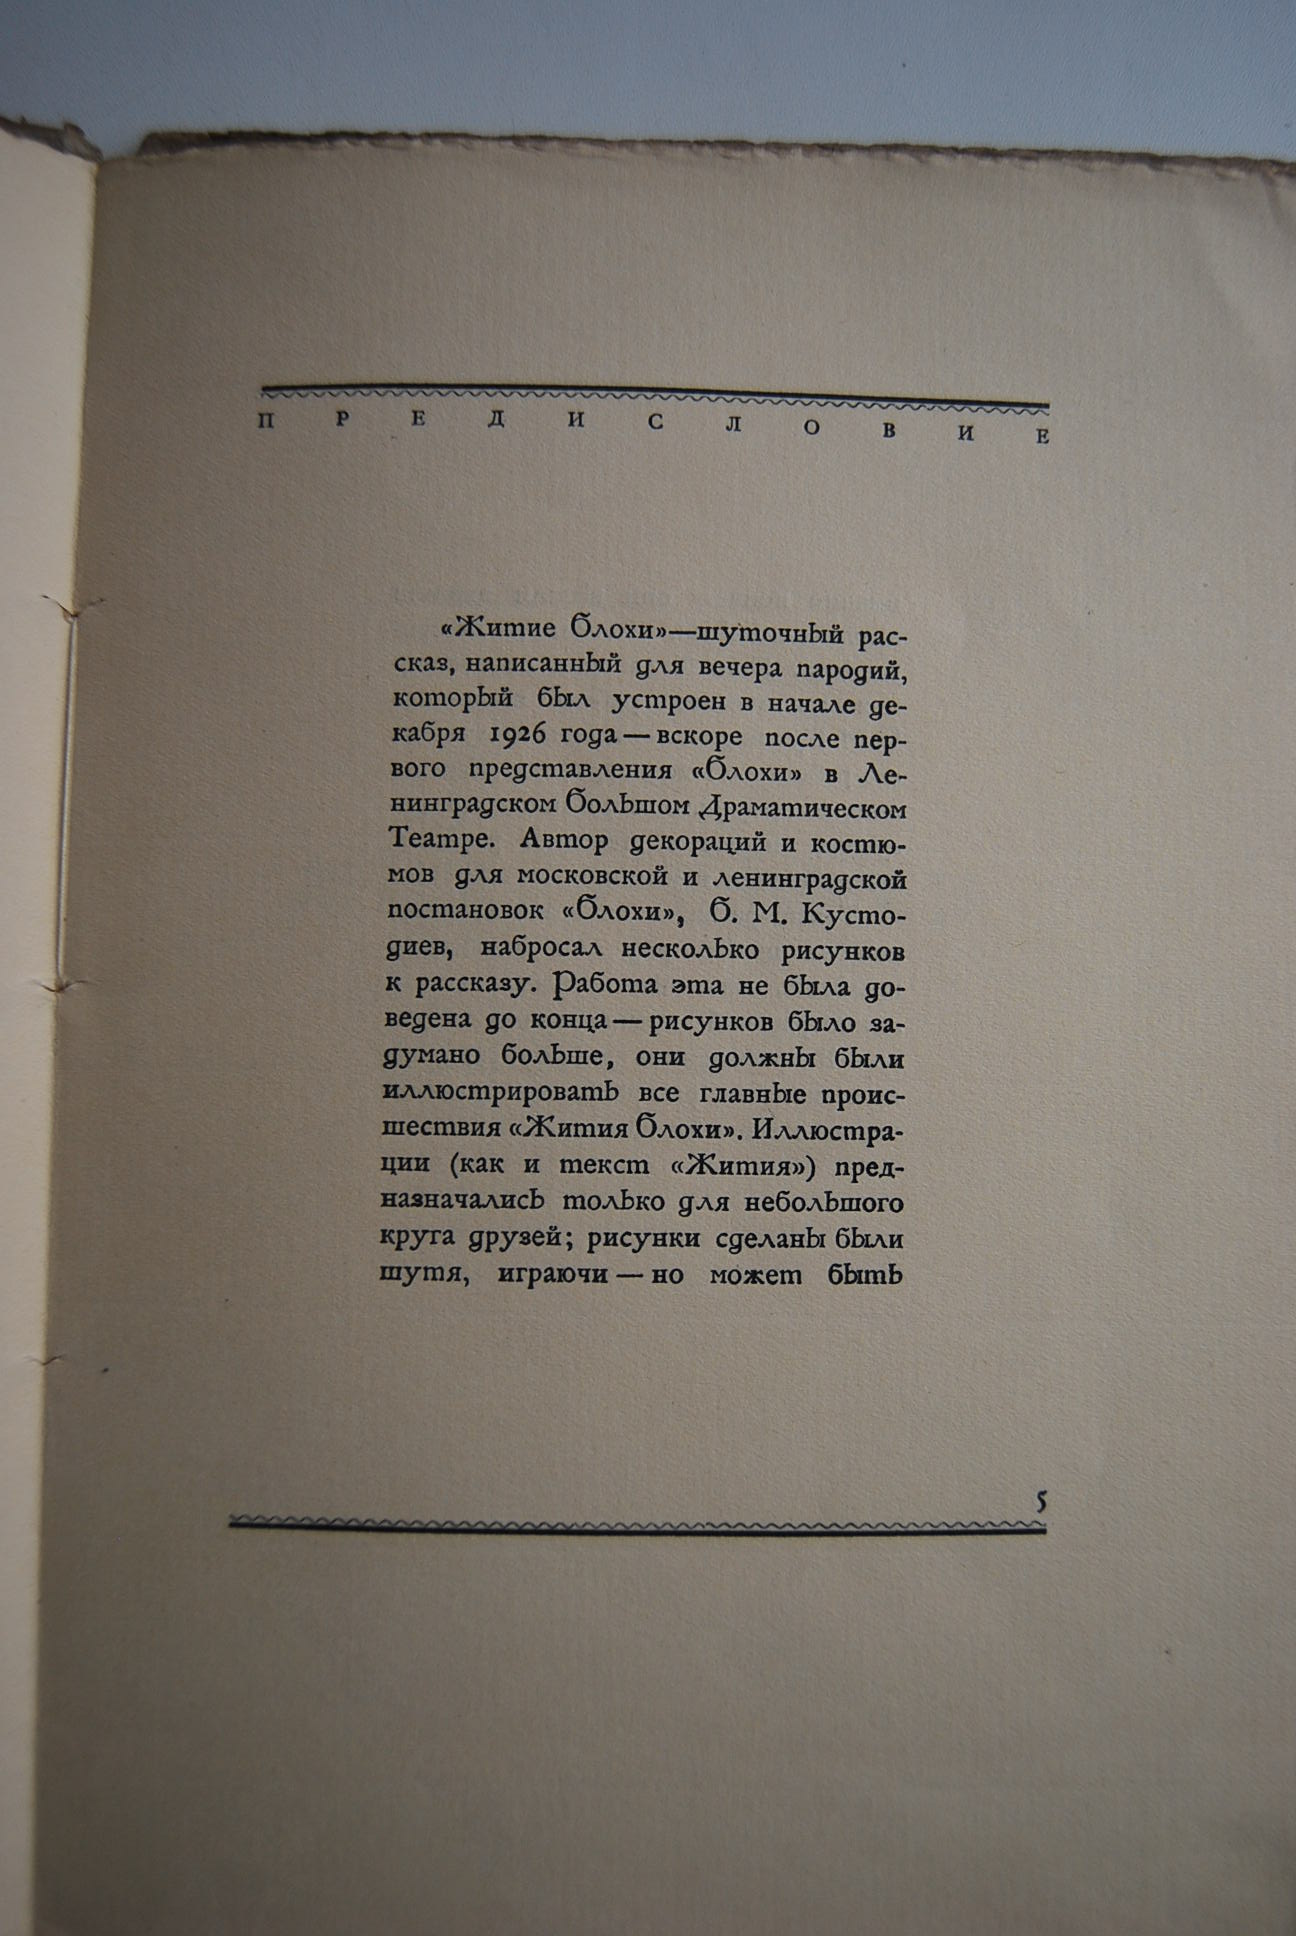 ПРЕДИСЛОВИЕ
«Житие блохи»—шуточный рас-
сказ, написанный для вечера пародий,
который был устроен в начале де-
кабря 1926 года — вскоре после пер-
вого представления «Блохи» в Ле-
нинградском Большом Драматическом
Театре. Автор декораций и костю-
мов для московской и ленинградской
постановок «Блохи», Б. М. Кусто-
диев, набросал несколько рисунков
к рассказу. Работа эта не была до-
ведена до конца — рисунков было за-
думано больше, они должны были
иллюстрировать все главные проис-
шествия «Жития Блохи». Иллюстра-
ции (как и текст «Жития») пред-
назначались только для небольшого
круга друзей; рисунки сделаны были
шутя, играючи — но может быть
5